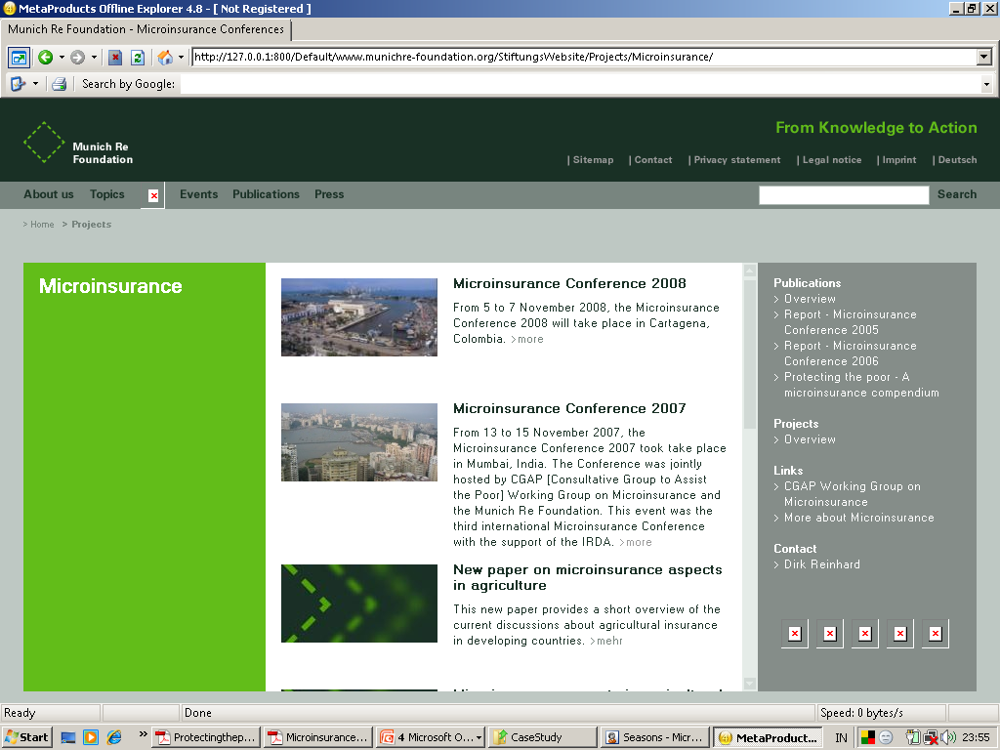 MetaProducts Offline Explorer 4.8 - [ Not Registered ]
Munich Re Foundation - Microinsurance Conferences
http://127.0.0.1:800/Default/www.munichre-foundation.org/StiftungsWebsite/Projects/Microinsurance/
Search by Google:
From Knowledge to Action
Munich Re
Foundation
| Sitemap | Contact | Privacy statement | Legal notice | Imprint | Deutsch
About us Topics Events Publications Press Search
> Home > Projects
Microinsurance
Microinsurance Conference 2008
From 5 to 7 November 2008, the Microinsurance
Conference 2008 will take place in Cartagena,
Colombia. >more
Microinsurance Conference 2007
From 13 to 15 November 2007, the
Microinsurance Conference 2007 took take place
in Mumbai, India. The Conference was jointly
hosted by CGAP [Consultative Group to Assist
the Poor] Working Group on Microinsurance and
the Munich Re Foundation. This event was the
third international Microinsurance Conference
with the support of the IRDA. >more
New paper on microinsurance aspects
in agriculture
This new paper provides a short overview of the
current discussions about agricultural insurance
in developing countries. >mehr
Publications
> Overview
> Report - Microinsurance
Conference 2005
> Report - Microinsurance
Conference 2006
> Protecting the poor - A
microinsurance compendium
Projects
> Overview
Links
> CGAP Working Group on
Microinsurance
> More about Microinsurance
Contact
> Dirk Reinhard
Ready Done Speed: 0 bytes/s
Start » Protectingthep... Microinsurance... 4 Microsoft O... CaseStudy Seasons - Micr... MetaProduct... IN 23:55